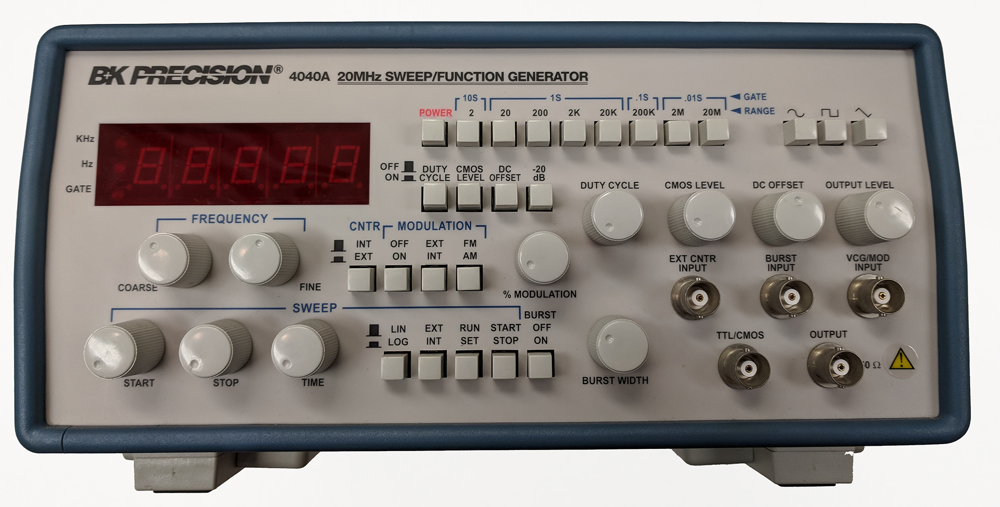 B+K PRECISION® 4040A 20MHz SWEEP/FUNCTION GENERATOR
10S 1S .1S .01S GATE
POWER 2 20 200 2K 20K 200K 2M 20M RANGE
KHz
Hz
GATE
OFF
ON
DUTY CYCLE
CMOS LEVEL
DC OFFSET
-20 dB
DUTY CYCLE
CMOS LEVEL
DC OFFSET
OUTPUT LEVEL
FREQUENCY
COARSE
FINE
CNTR MODULATION
INT OFF EXT FM
EXT ON INT AM
% MODULATION
EXT CNTR INPUT
BURST INPUT
VCG/MOD INPUT
SWEEP
BURST
START
STOP
TIME
LIN EXT RUN START OFF
LOG INT SET STOP ON
BURST WIDTH
TTL/CMOS
OUTPUT
0 Ω